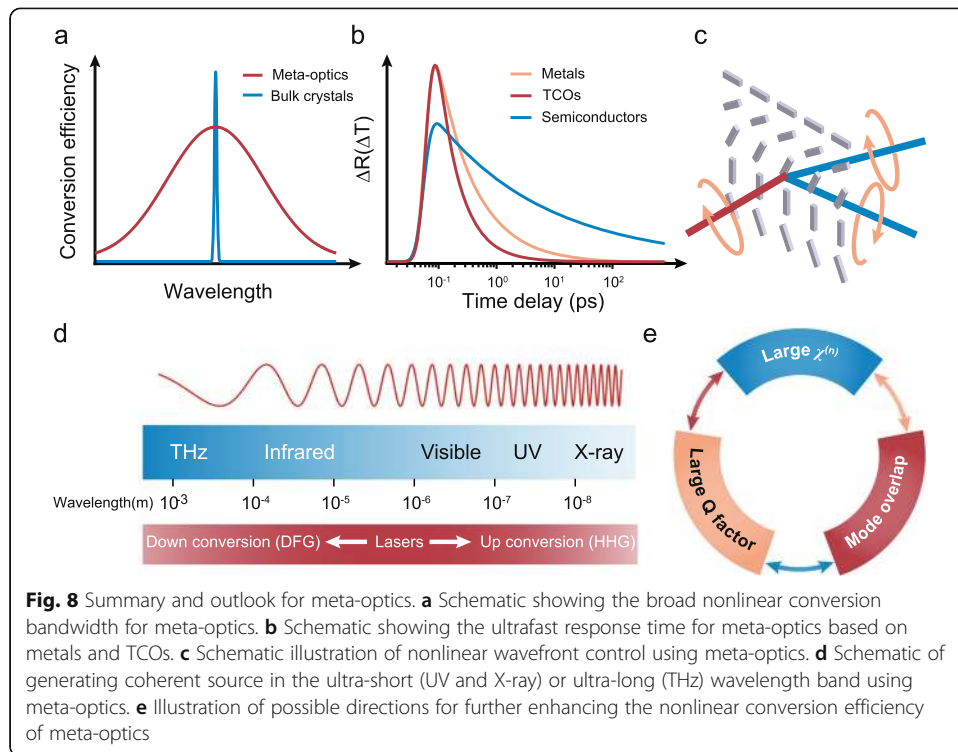 a
Conversion efficiency
Meta-optics
Bulk crystals
Wavelength
b
ΔR(ΔT)
Metals
TCOs
Semiconductors
10⁻¹ 10⁰ 10¹ 10²
Time delay (ps)
c
d
THz Infrared Visible UV X-ray
Wavelength(m) 10⁻³ 10⁻⁴ 10⁻⁵ 10⁻⁶ 10⁻⁷ 10⁻⁸
Down conversion (DFG) Lasers Up conversion (HHG)
e
Large χ⁽ⁿ⁾
Large Q factor
Mode overlap
Fig. 8 Summary and outlook for meta-optics. a Schematic showing the broad nonlinear conversion
bandwidth for meta-optics. b Schematic showing the ultrafast response time for meta-optics based on
metals and TCOs. c Schematic illustration of nonlinear wavefront control using meta-optics. d Schematic of
generating coherent source in the ultra-short (UV and X-ray) or ultra-long (THz) wavelength band using
meta-optics. e Illustration of possible directions for further enhancing the nonlinear conversion efficiency
of meta-optics